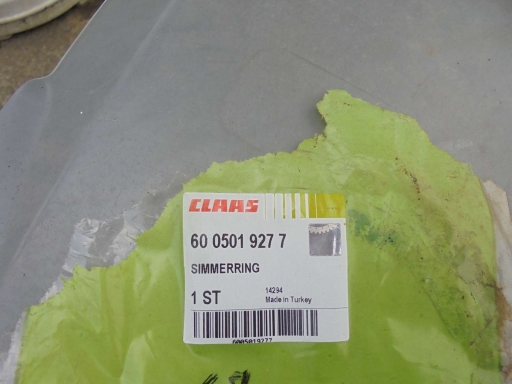 CLAAS
60 0501 927 7
SIMMERRING
1 ST
14294
Made in Turkey
6005019277